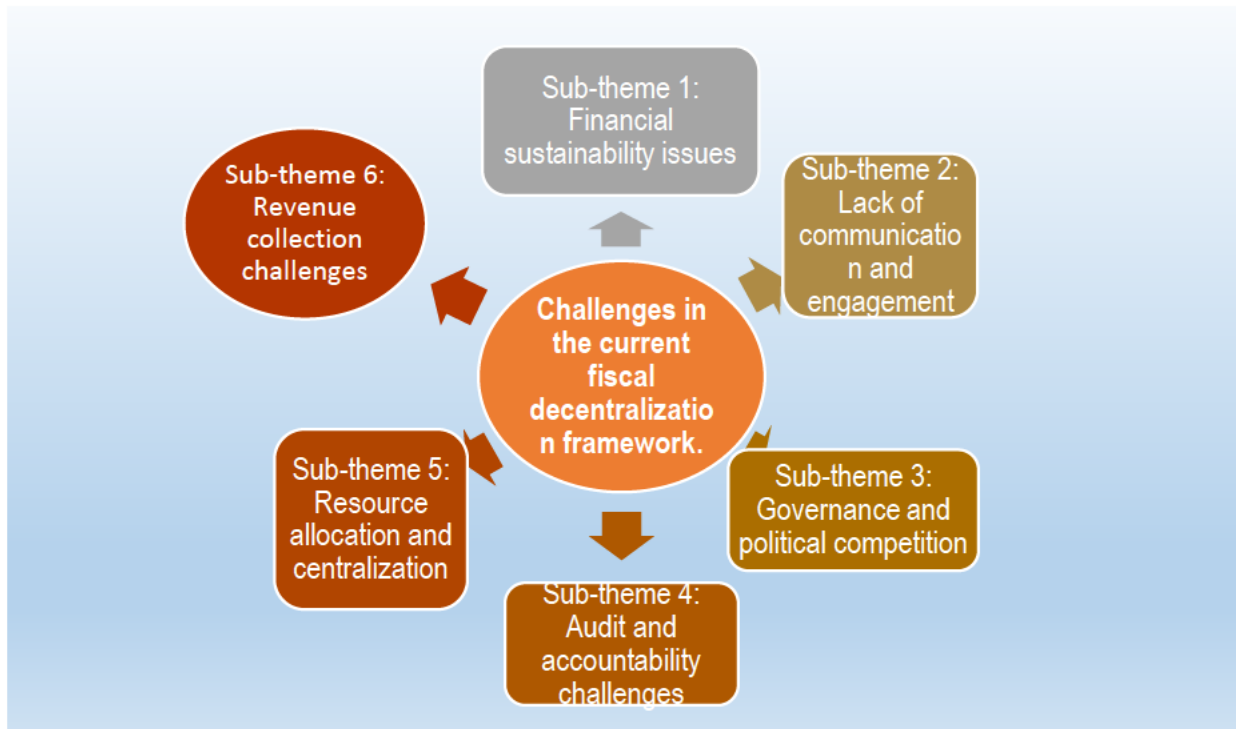 Sub-theme 1:
Financial
sustainability issues
Sub-theme 2:
Lack of
communicatio
n and
engagement
Sub-theme 6:
Revenue
collection
challenges
Challenges in
the current
fiscal
decentralizatio
n framework.
Sub-theme 3:
Governance and
political competition
Sub-theme 5:
Resource
allocation and
centralization
Sub-theme 4:
Audit and
accountability
challenges